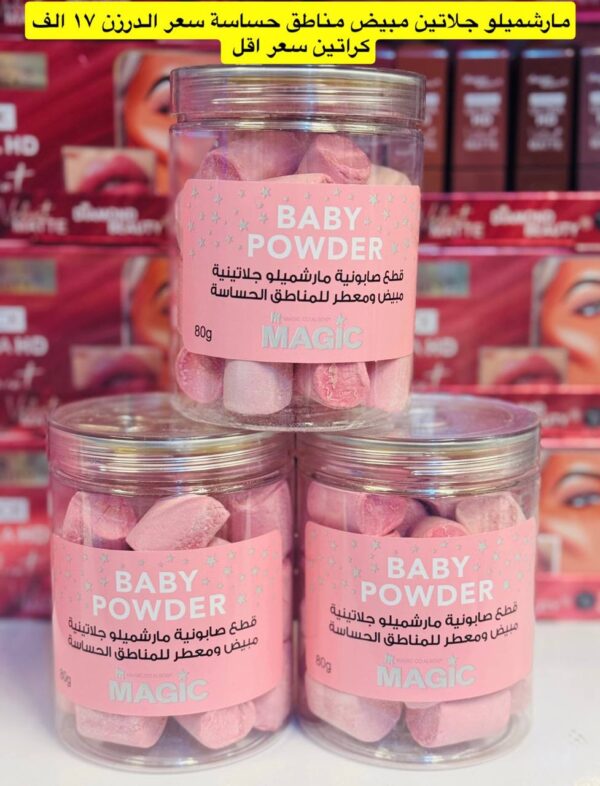 مارشميلو جلاتين مبيض مناطق حساسة سعر الدرزن ١٧ الف
كراتين سعر اقل
BABY
POWDER
قطع صابونية مارشميلو جلاتينية
مبيض ومعطر للمناطق الحساسة
80g
MAGIC
BABY
POWDER
قطع صابونية مارشميلو جلاتينية
مبيض ومعطر للمناطق الحساسة
80g
MAGIC
BABY
POWDER
قطع صابونية مارشميلو جلاتينية
مبيض ومعطر للمناطق الحساسة
80g
MAGIC
MATTE
HD